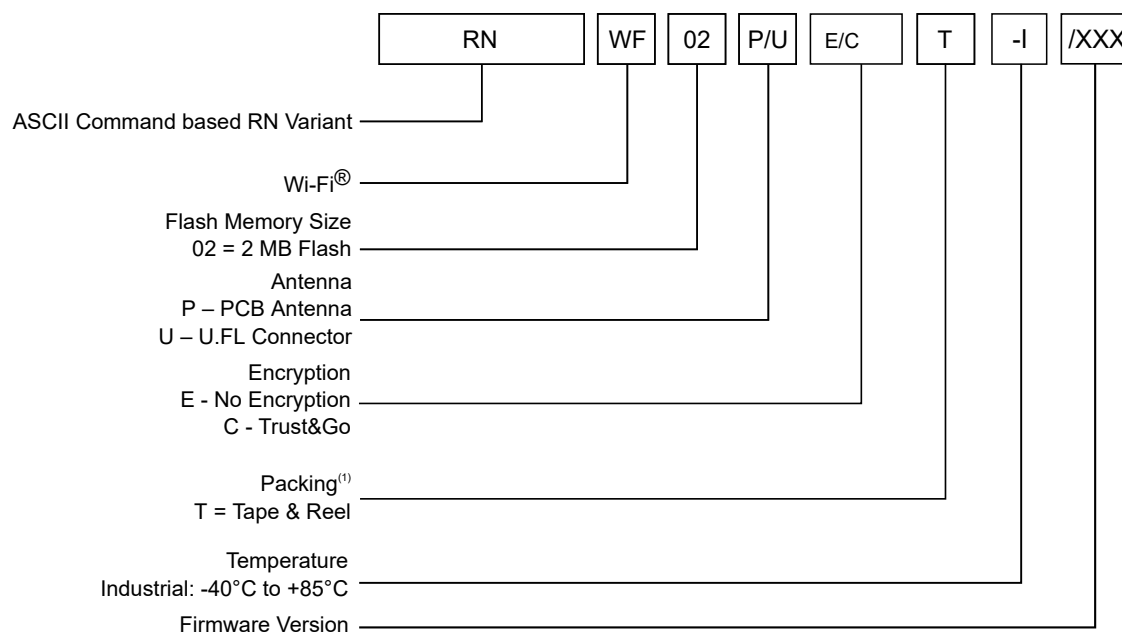 RN WF 02 P/U E/C T -I /XXX
ASCII Command based RN Variant
Wi-Fi®
Flash Memory Size
02 = 2 MB Flash
Antenna
P – PCB Antenna
U – U.FL Connector
Encryption
E - No Encryption
C - Trust&Go
Packing(1)
T = Tape & Reel
Temperature
Industrial: -40°C to +85°C
Firmware Version